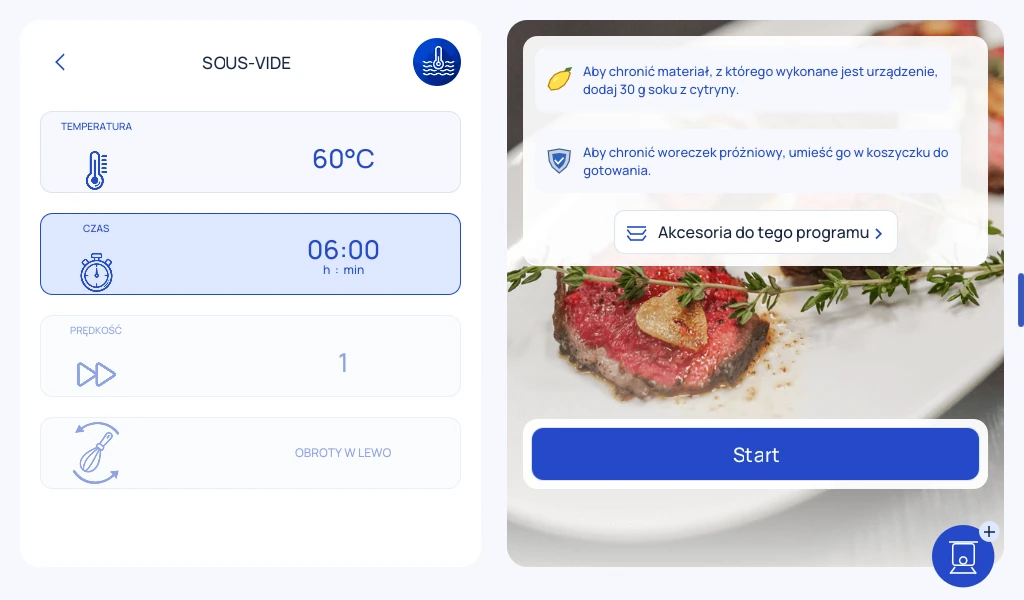 SOUS-VIDE
TEMPERATURA
60°C
CZAS
06:00
h : min
PRĘDKOŚĆ
1
OBROTY W LEWO
Aby chronić materiał, z którego wykonane jest urządzenie,
dodaj 30 g soku z cytryny.
Aby chronić woreczek próżniowy, umieść go w koszyczku do
gotowania.
Akcesoria do tego programu
Start